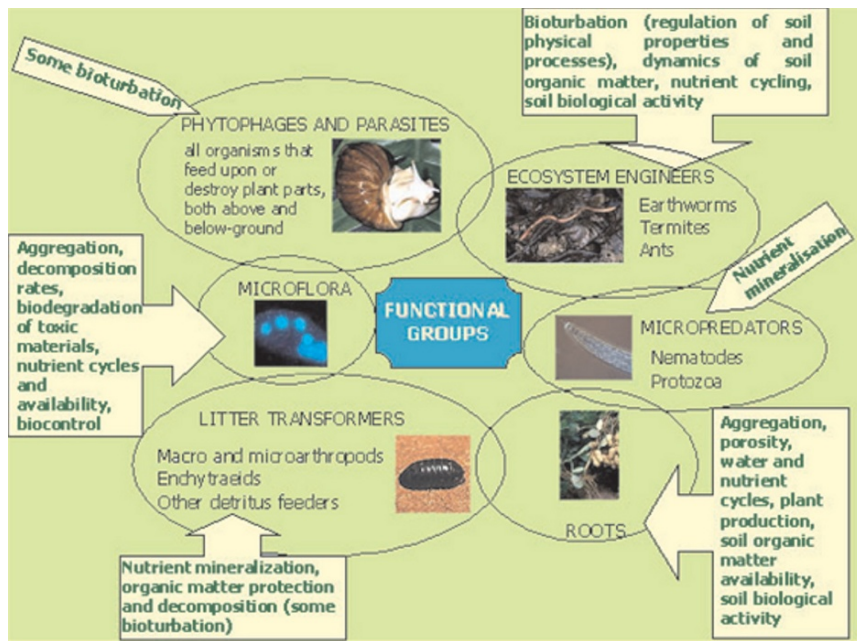 Some bioturbation
Bioturbation (regulation of soil
physical properties and
processes), dynamics of soil
organic matter, nutrient cycling,
soil biological activity
PHYTOPHAGES AND PARASITES
all organisms that
feed upon or
destroy plant parts,
both above and
below-ground
ECOSYSTEM ENGINEERS
Earthworms
Termites
Ants
Aggregation,
decomposition
rates,
biodegradation
of toxic
materials,
nutrient cycles
and
availability,
biocontrol
MICROFLORA
FUNCTIONAL
GROUPS
Nutrient
mineralisation
MICROPREDATORS
Nematodes
Protozoa
LITTER TRANSFORMERS
Macro and microarthropods
Enchytraeids
Other detritus feeders
ROOTS
Aggregation,
porosity,
water and
nutrient
cycles, plant
production,
soil organic
matter
availability,
soil biological
activity
Nutrient mineralization,
organic matter protection
and decomposition (some
bioturbation)